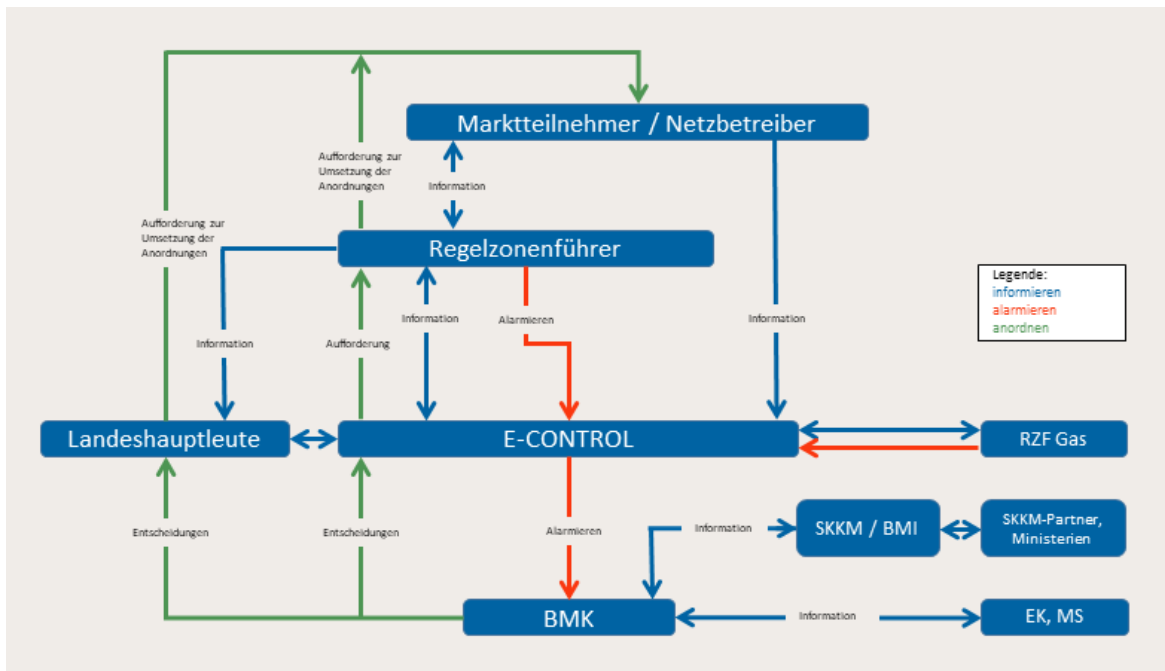 Marktteilnehmer / Netzbetreiber
Aufforderung zur
Umsetzung der
Anordnungen
Information
Aufforderung zur
Umsetzung der
Anordnungen
Regelzonenführer
Legende:
informieren
alarmieren
anordnen
Information
Aufforderung
Information
Alarmieren
Information
Landeshauptleute
E-CONTROL
RZF Gas
Entscheidungen
Entscheidungen
Alarmieren
Information
SKKM / BMI
SKKM-Partner,
Ministerien
BMK
Information
EK, MS